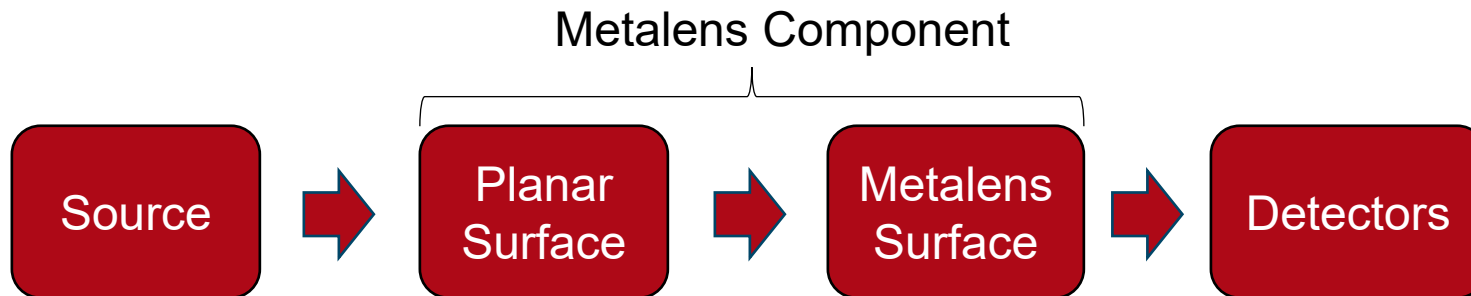 Metalens Component
Source
Planar
Surface
Metalens
Surface
Detectors